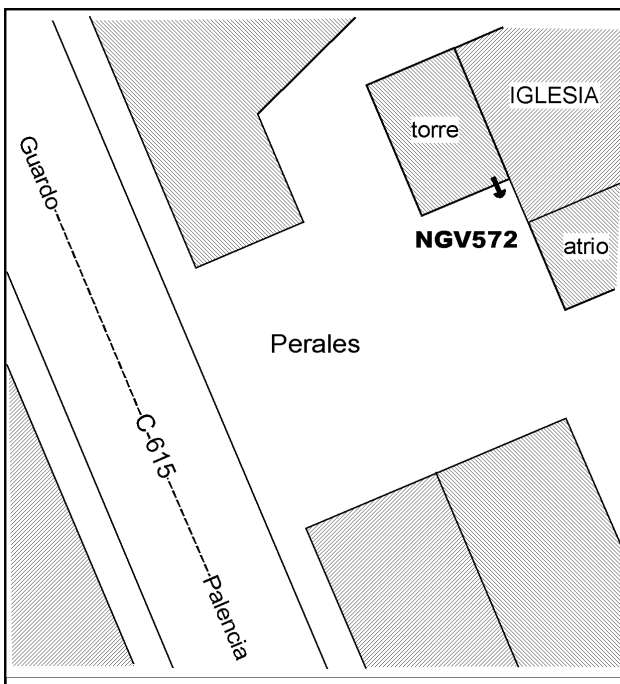 IGLESIA
torre
Guardo
NGV572
atrio
Perales
C-615
Palencia